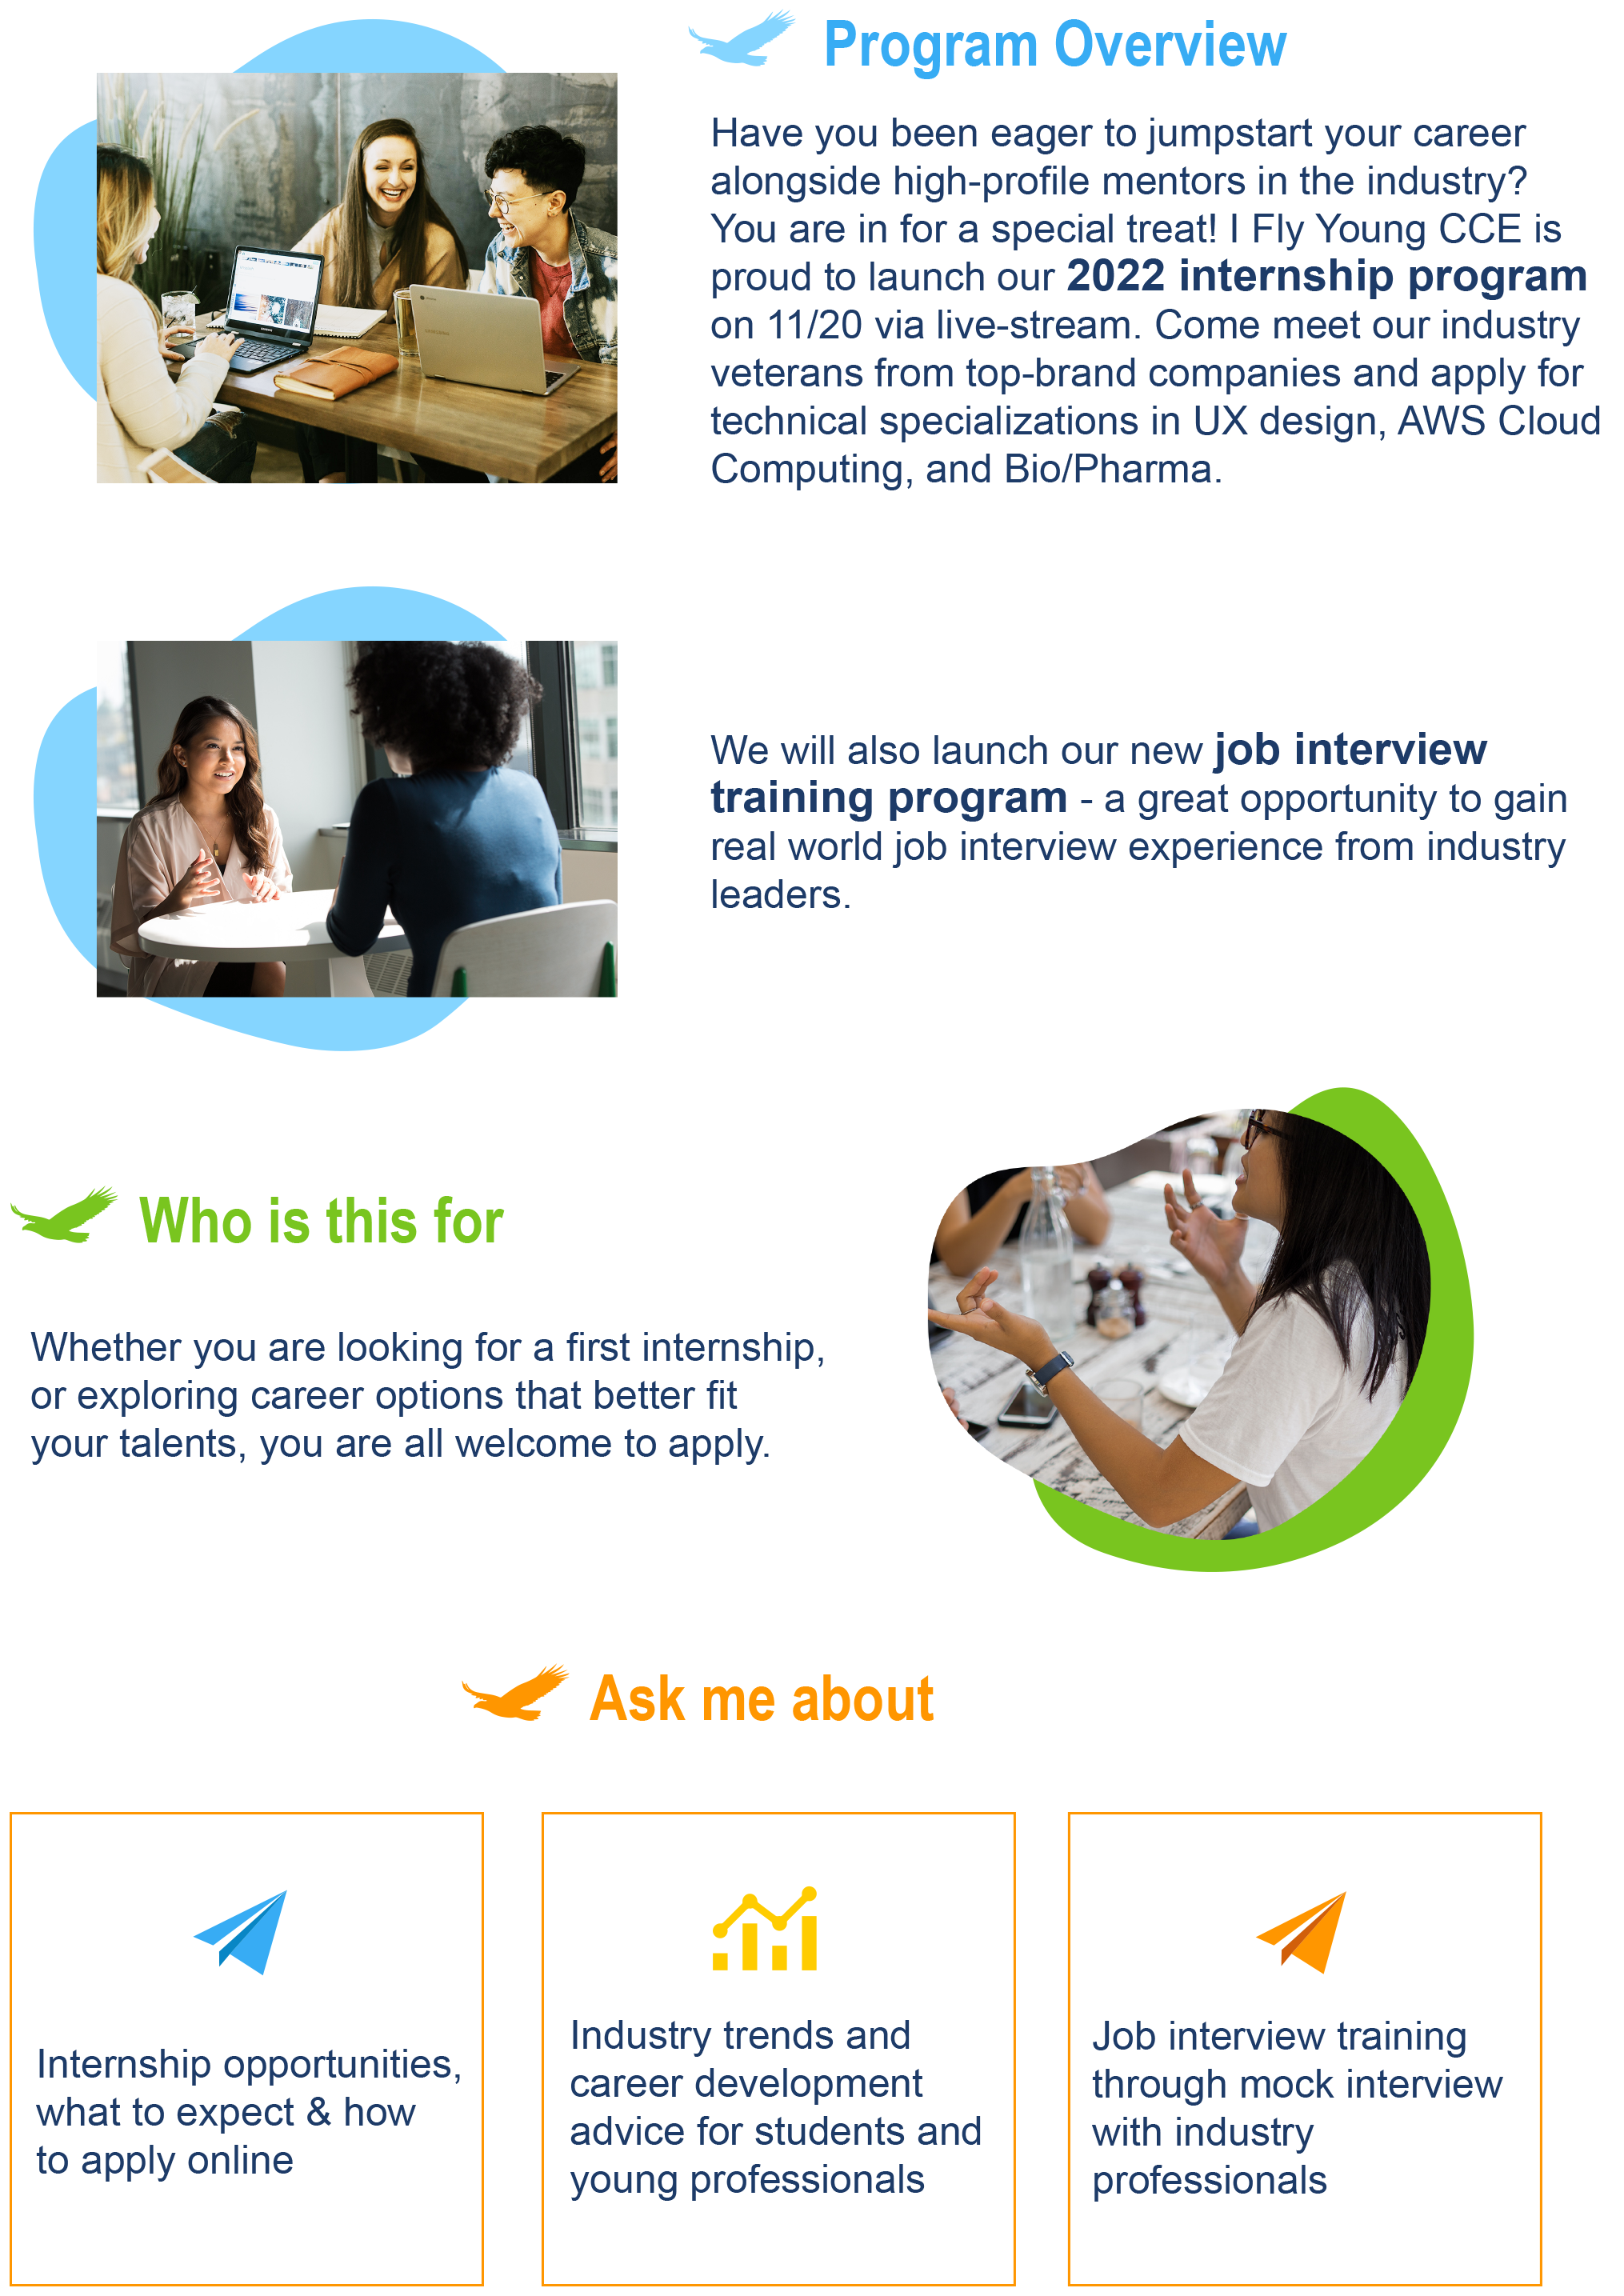 Program Overview
Have you been eager to jumpstart your career
alongside high-profile mentors in the industry?
You are in for a special treat! I Fly Young CCE is
proud to launch our 2022 internship program
on 11/20 via live-stream. Come meet our industry
veterans from top-brand companies and apply for
technical specializations in UX design, AWS Cloud
Computing, and Bio/Pharma.
We will also launch our new job interview
training program - a great opportunity to gain
real world job interview experience from industry
leaders.
Who is this for
Whether you are looking for a first internship,
or exploring career options that better fit
your talents, you are all welcome to apply.
Ask me about
Internship opportunities,
what to expect & how
to apply online
Industry trends and
career development
advice for students and
young professionals
Job interview training
through mock interview
with industry
professionals